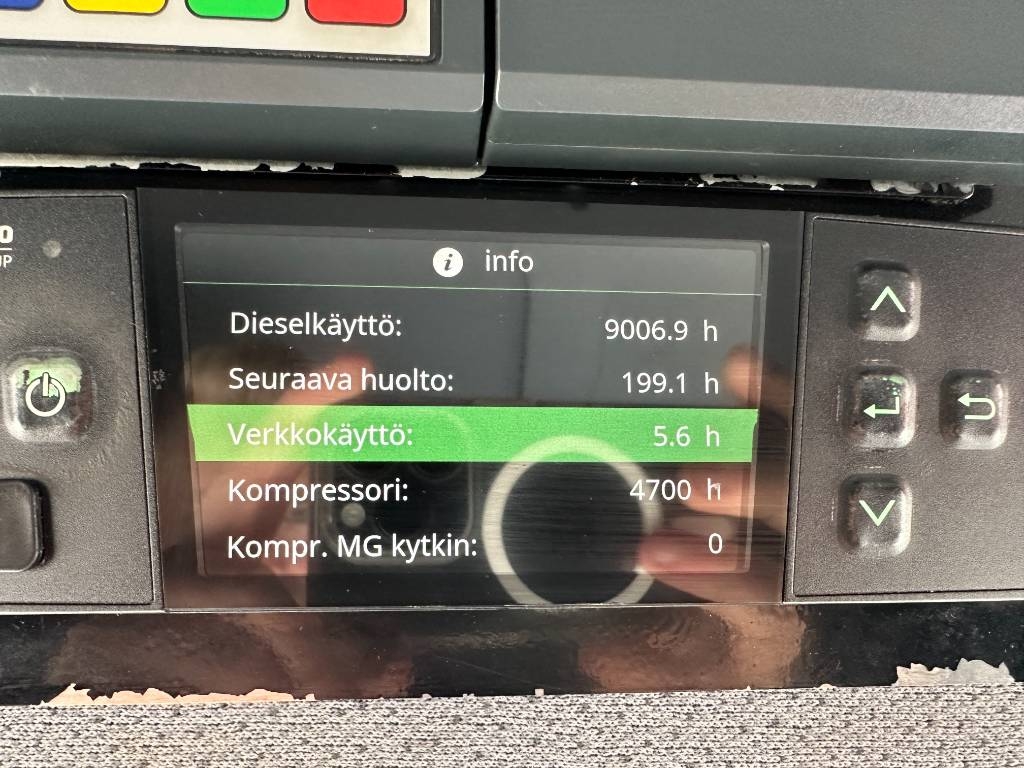 info
Dieselkäyttö: 9006.9 h
Seuraava huolto: 199.1 h
Verkkokäyttö: 5.6 h
Kompressori: 4700 h
Kompr. MG kytkin: 0